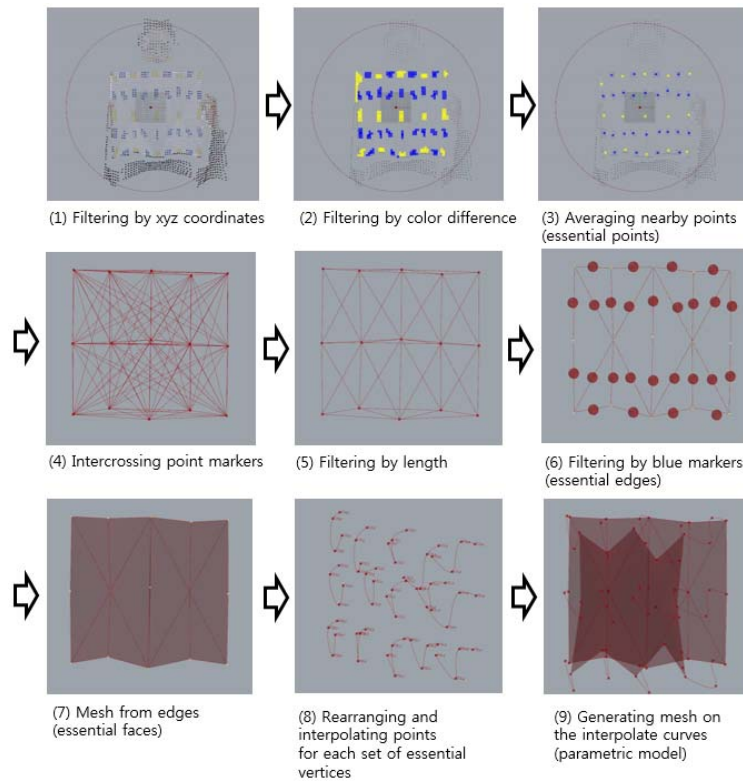 (1) Filtering by xyz coordinates
(2) Filtering by color difference
(3) Averaging nearby points
(essential points)
(4) Intercrossing point markers
(5) Filtering by length
(6) Filtering by blue markers
(essential edges)
(7) Mesh from edges
(essential faces)
(8) Rearranging and
interpolating points
for each set of essential
vertices
(9) Generating mesh on
the interpolate curves
(parametric model)